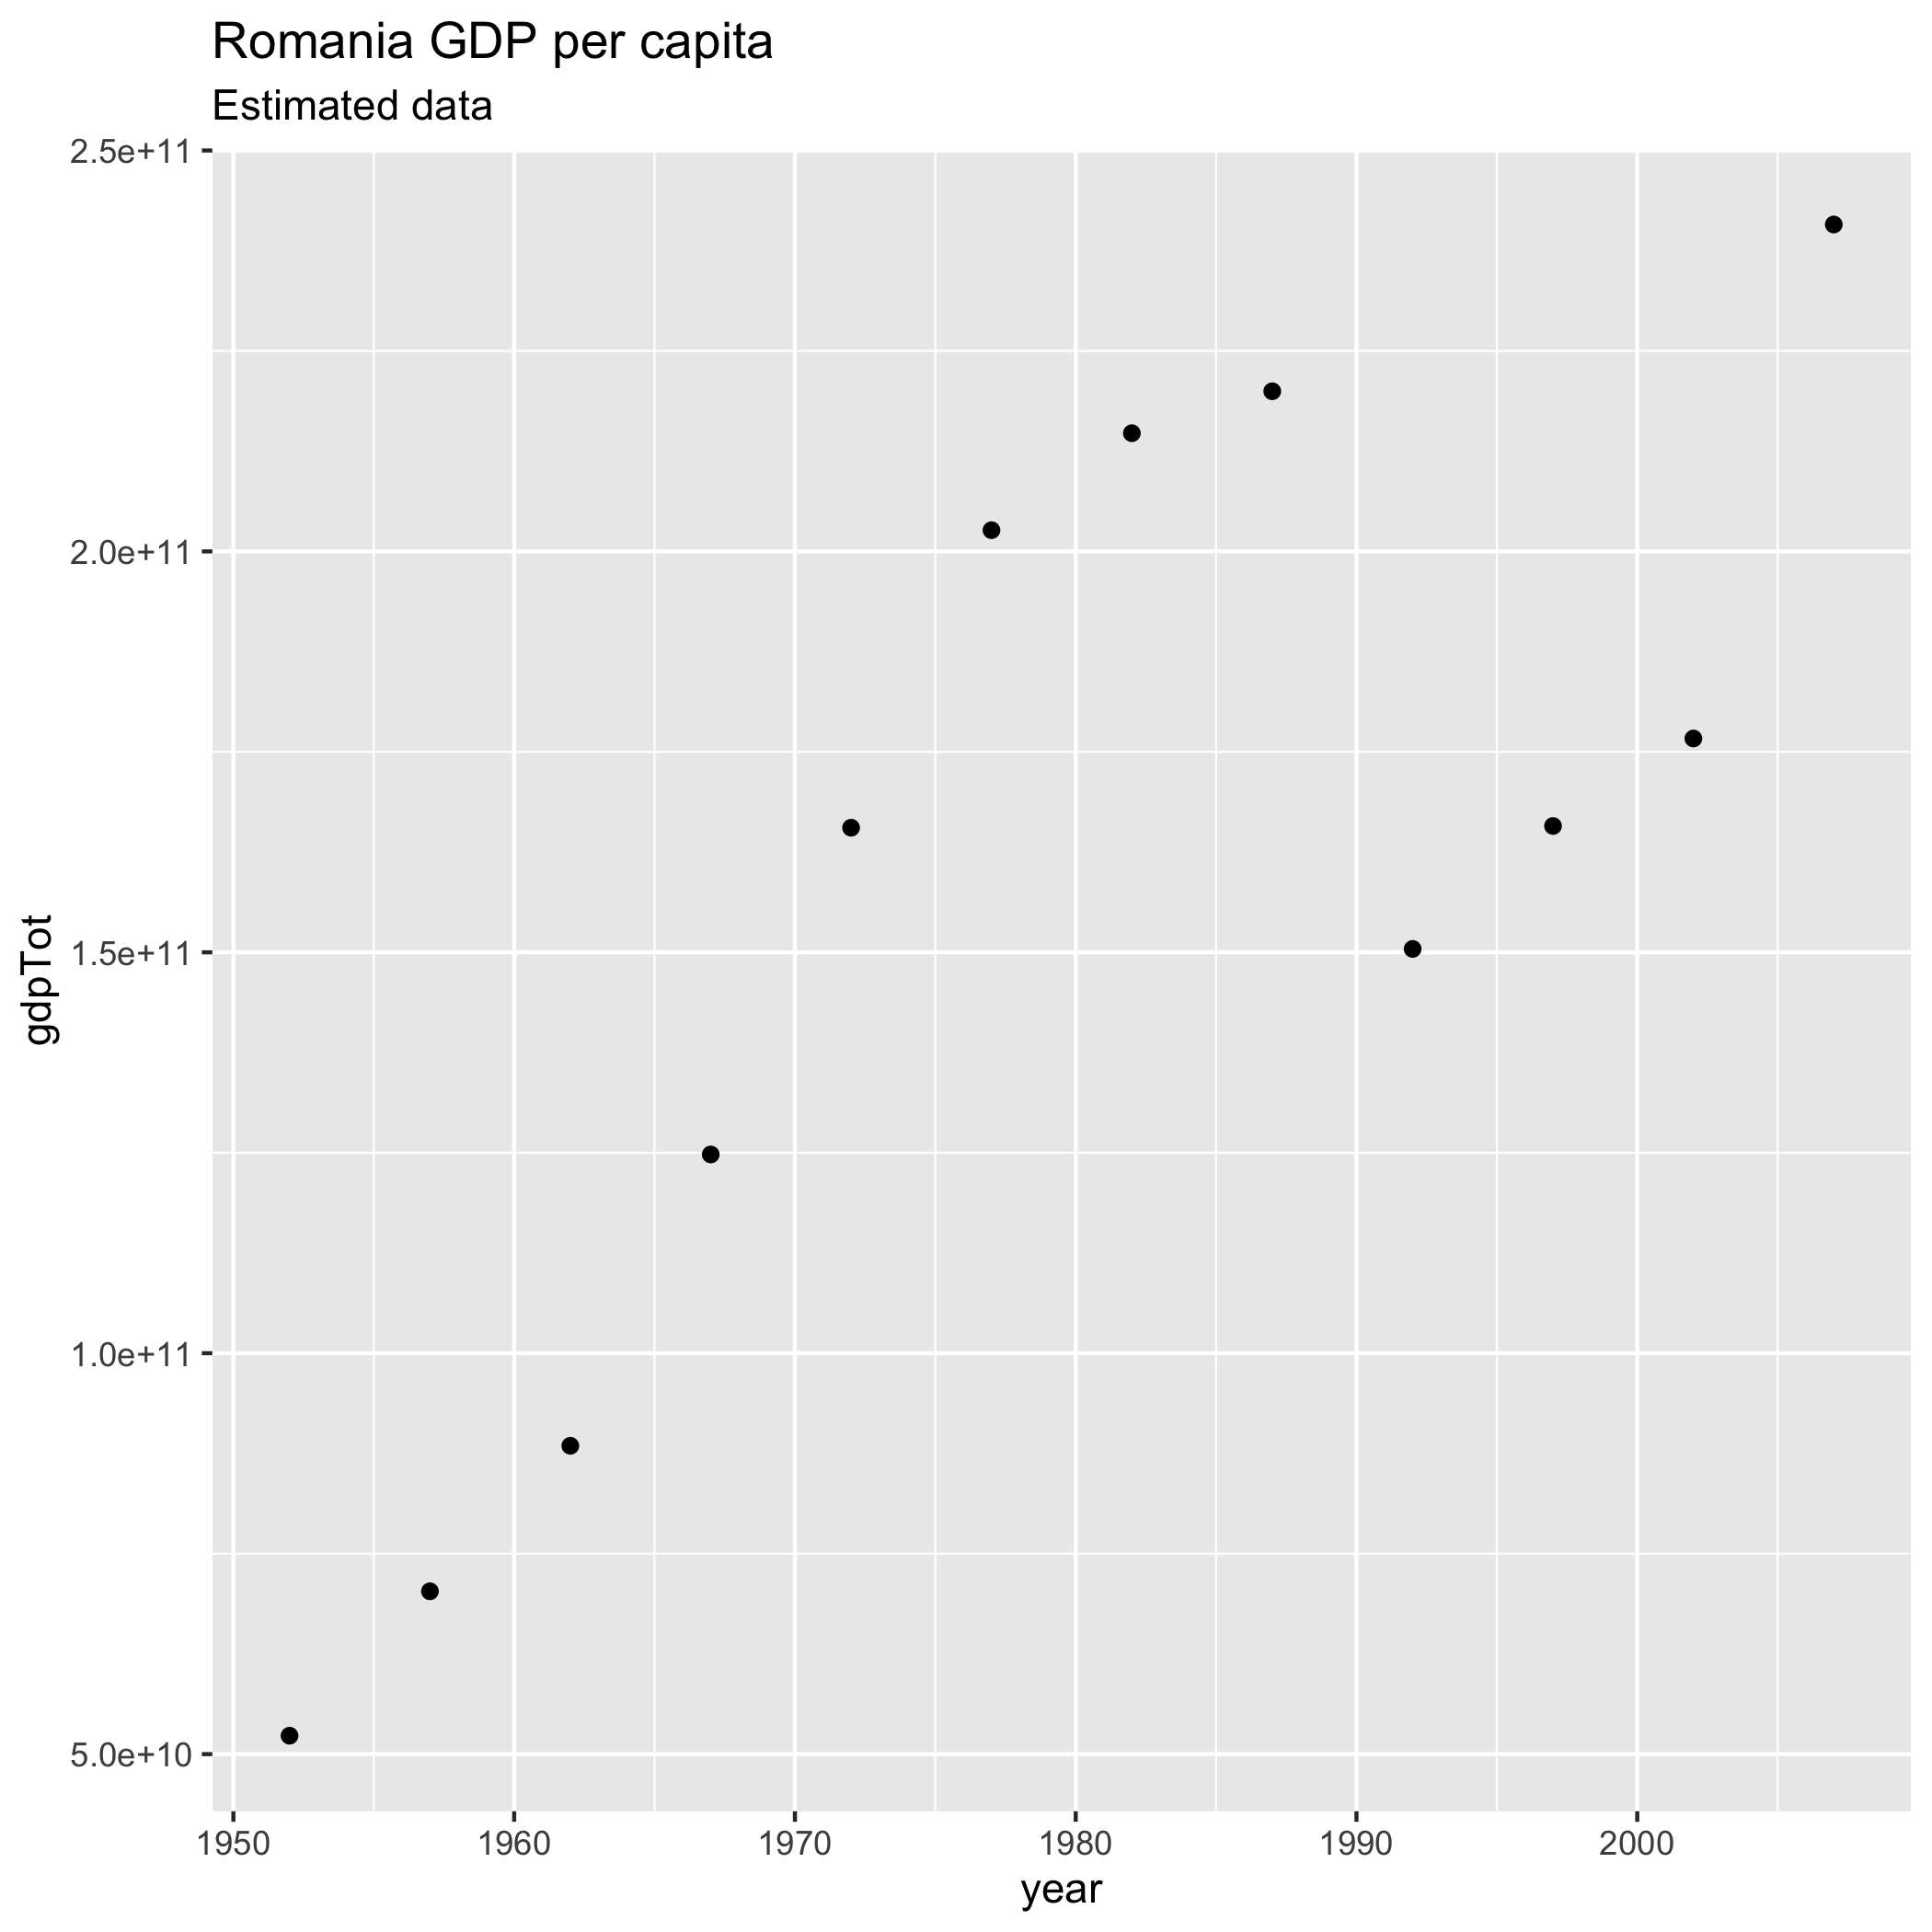 Romania GDP per capita
Estimated data
2.5e+11
2.0e+11
1.5e+11
1.0e+11
5.0e+10
gdpTot
1950 1960 1970 1980 1990 2000
year